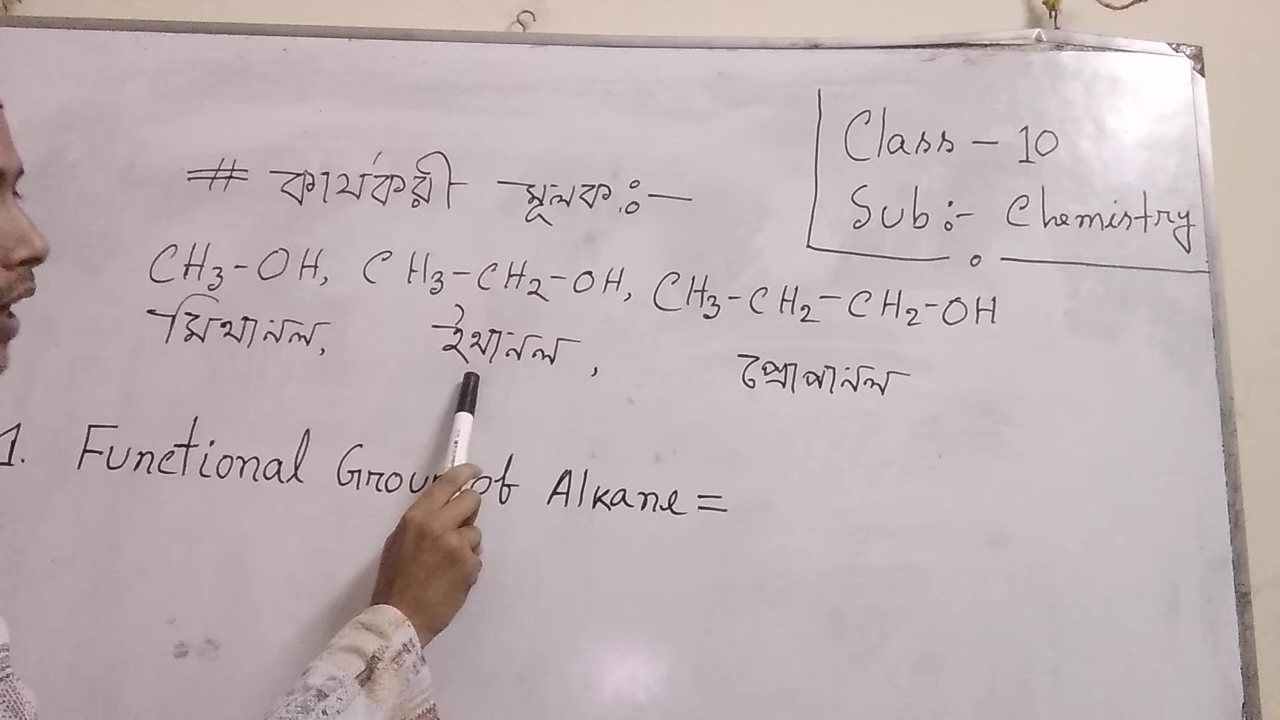 Class - 10
Sub :- Chemistry
# কার্যকরী মূলক :-
CH₃-OH, CH₃-CH₂-OH, CH₃-CH₂-CH₂-OH
মিথানল, ইথানল, প্রোপানল
1. Functional Group of Alkane =